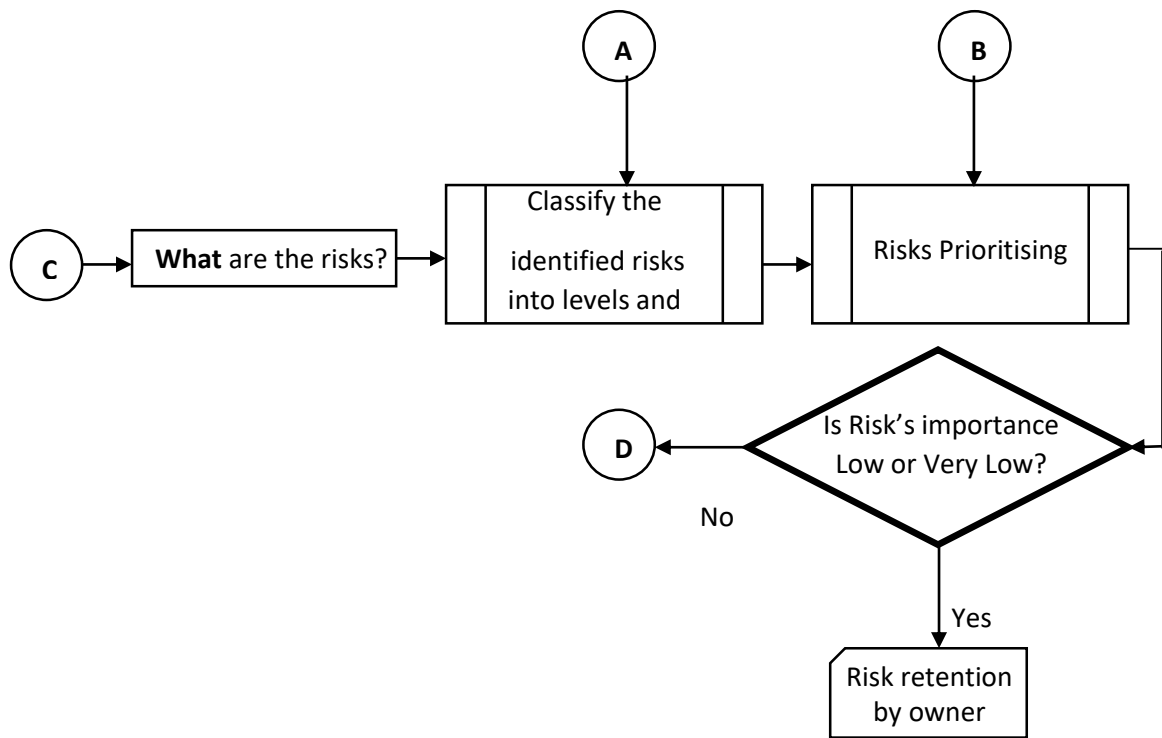 A
B
C
What are the risks?
Classify the
identified risks
into levels and
Risks Prioritising
Is Risk’s importance
Low or Very Low?
D
No
Yes
Risk retention
by owner